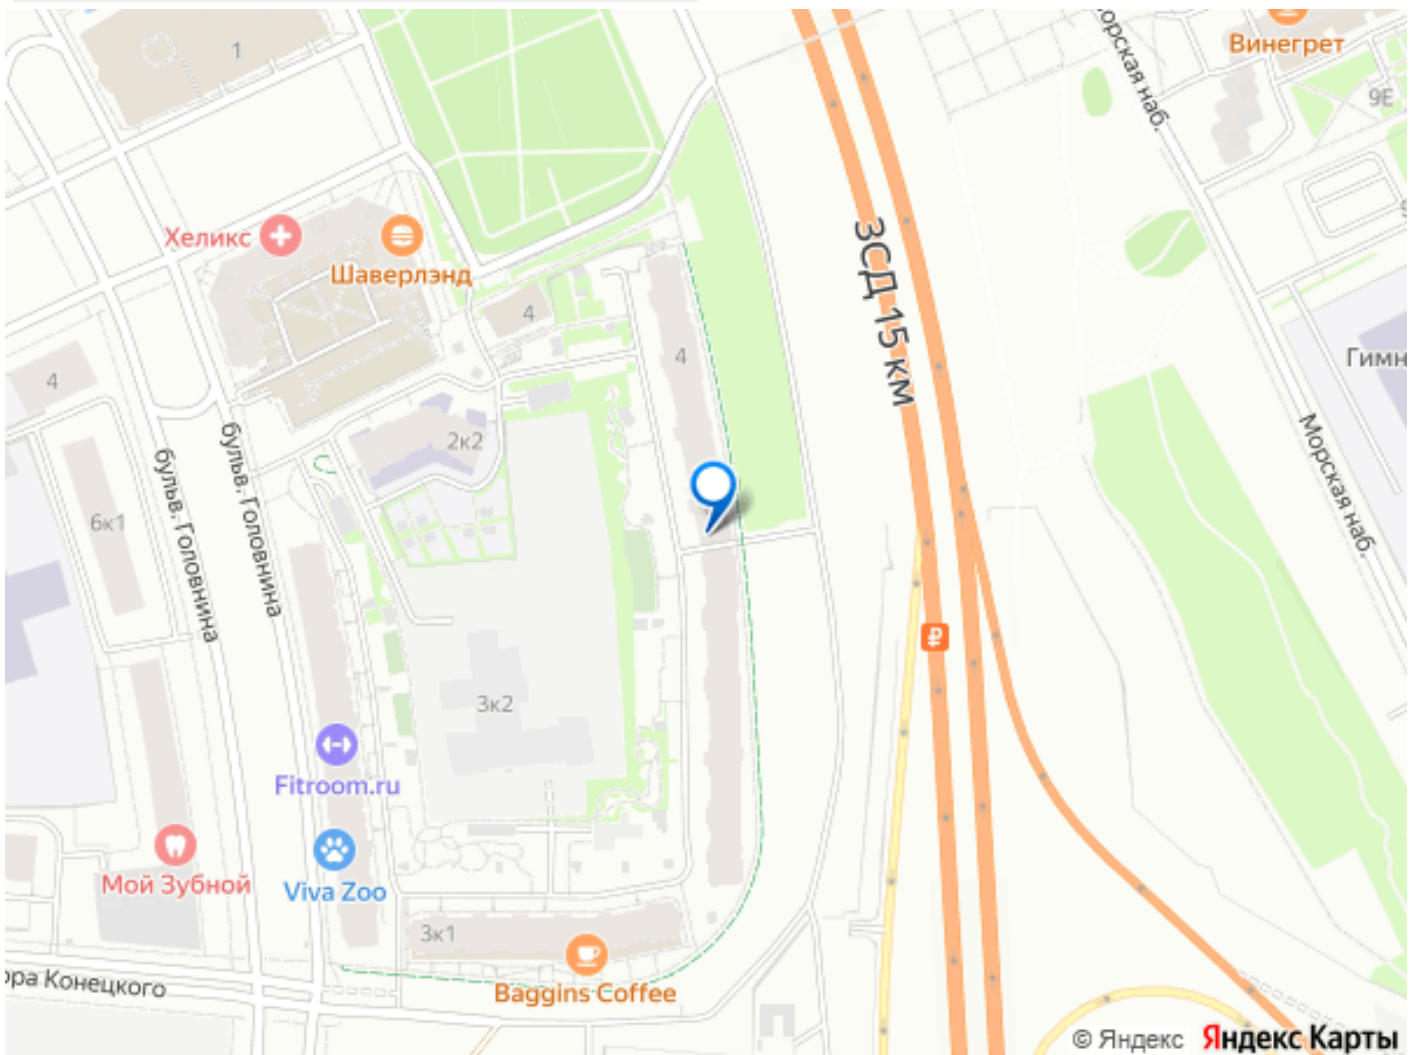 1
Винегрет
орская наб.
9Е
Хеликс
Шаверлэнд
ЗСД 15 км
4
4
4
Гимн
2к2
бульв. Головнина
бульв. Головнина
Морская наб.
6к1
3к2
Fitroom.ru
Мой Зубной
Viva Zoo
3к1
ора Конецкого
Baggins Coffee
© Яндекс Яндекс Карты